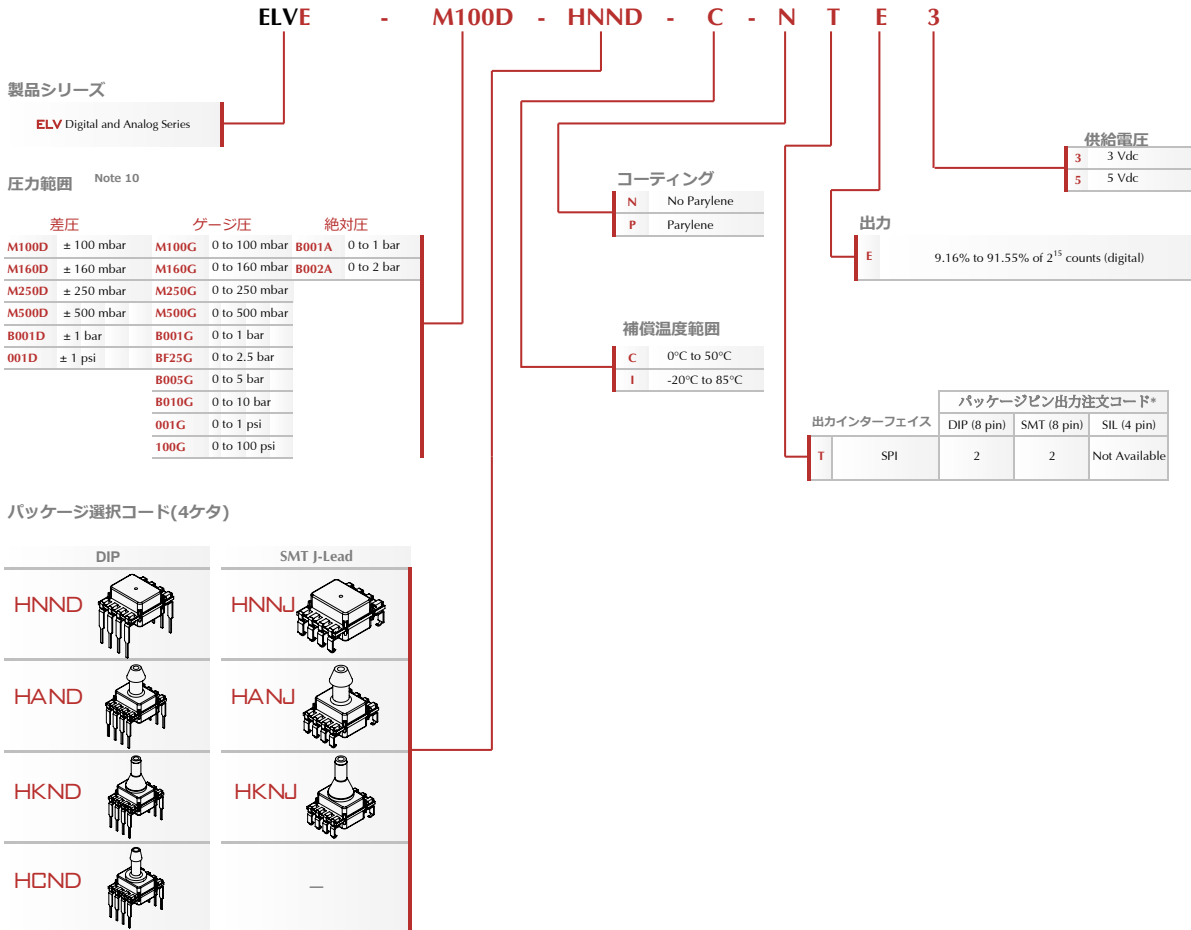 ELVE - M100D - HNND - C - N T E 3
製品シリーズ
ELV Digital and Analog Series
圧力範囲 Note 10
差圧 ゲージ圧 絶対圧
M100D ± 100 mbar M100G 0 to 100 mbar B001A 0 to 1 bar
M160D ± 160 mbar M160G 0 to 160 mbar B002A 0 to 2 bar
M250D ± 250 mbar M250G 0 to 250 mbar
M500D ± 500 mbar M500G 0 to 500 mbar
B001D ± 1 bar B001G 0 to 1 bar
001D ± 1 psi BF25G 0 to 2.5 bar
B005G 0 to 5 bar
B010G 0 to 10 bar
001G 0 to 1 psi
100G 0 to 100 psi
コーティング
N No Parylene
P Parylene
補償温度範囲
C 0°C to 50°C
I -20°C to 85°C
供給電圧
3 3 Vdc
5 5 Vdc
出力
E 9.16% to 91.55% of 2¹⁵ counts (digital)
パッケージピン出力注文コード*
出力インターフェイス DIP (8 pin) SMT (8 pin) SIL (4 pin)
T SPI 2 2 Not Available
パッケージ選択コード(4ケタ)
DIP SMT J-Lead
HNND HNNJ
HAND HANJ
HKND HKNJ
HCND —